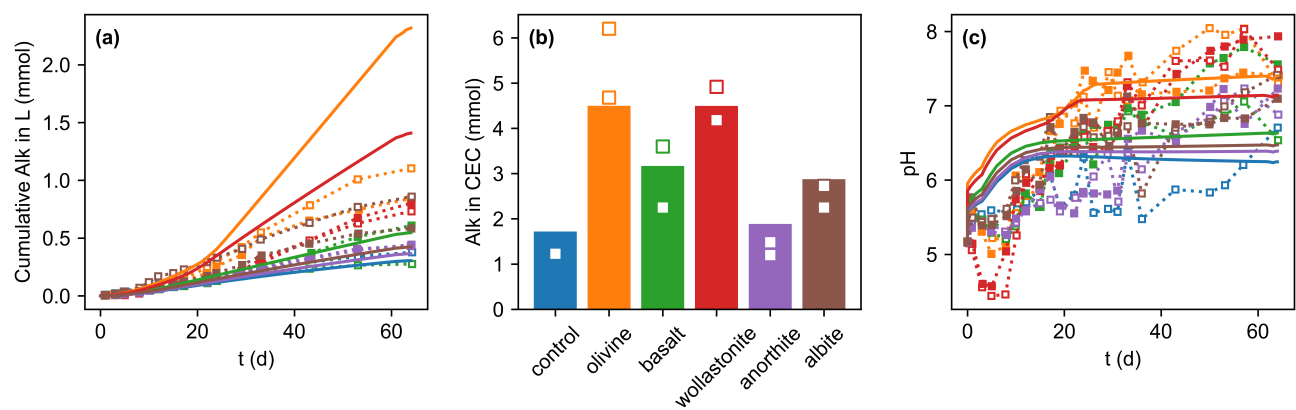 (a)
Cumulative Alk in L (mmol)
2.0
1.5
1.0
0.5
0.0
0
20
40
60
t (d)
(b)
Alk in CEC (mmol)
6
5
4
3
2
1
0
control
olivine
basalt
wollastonite
anorthite
albite
(c)
pH
8
7
6
5
0
20
40
60
t (d)